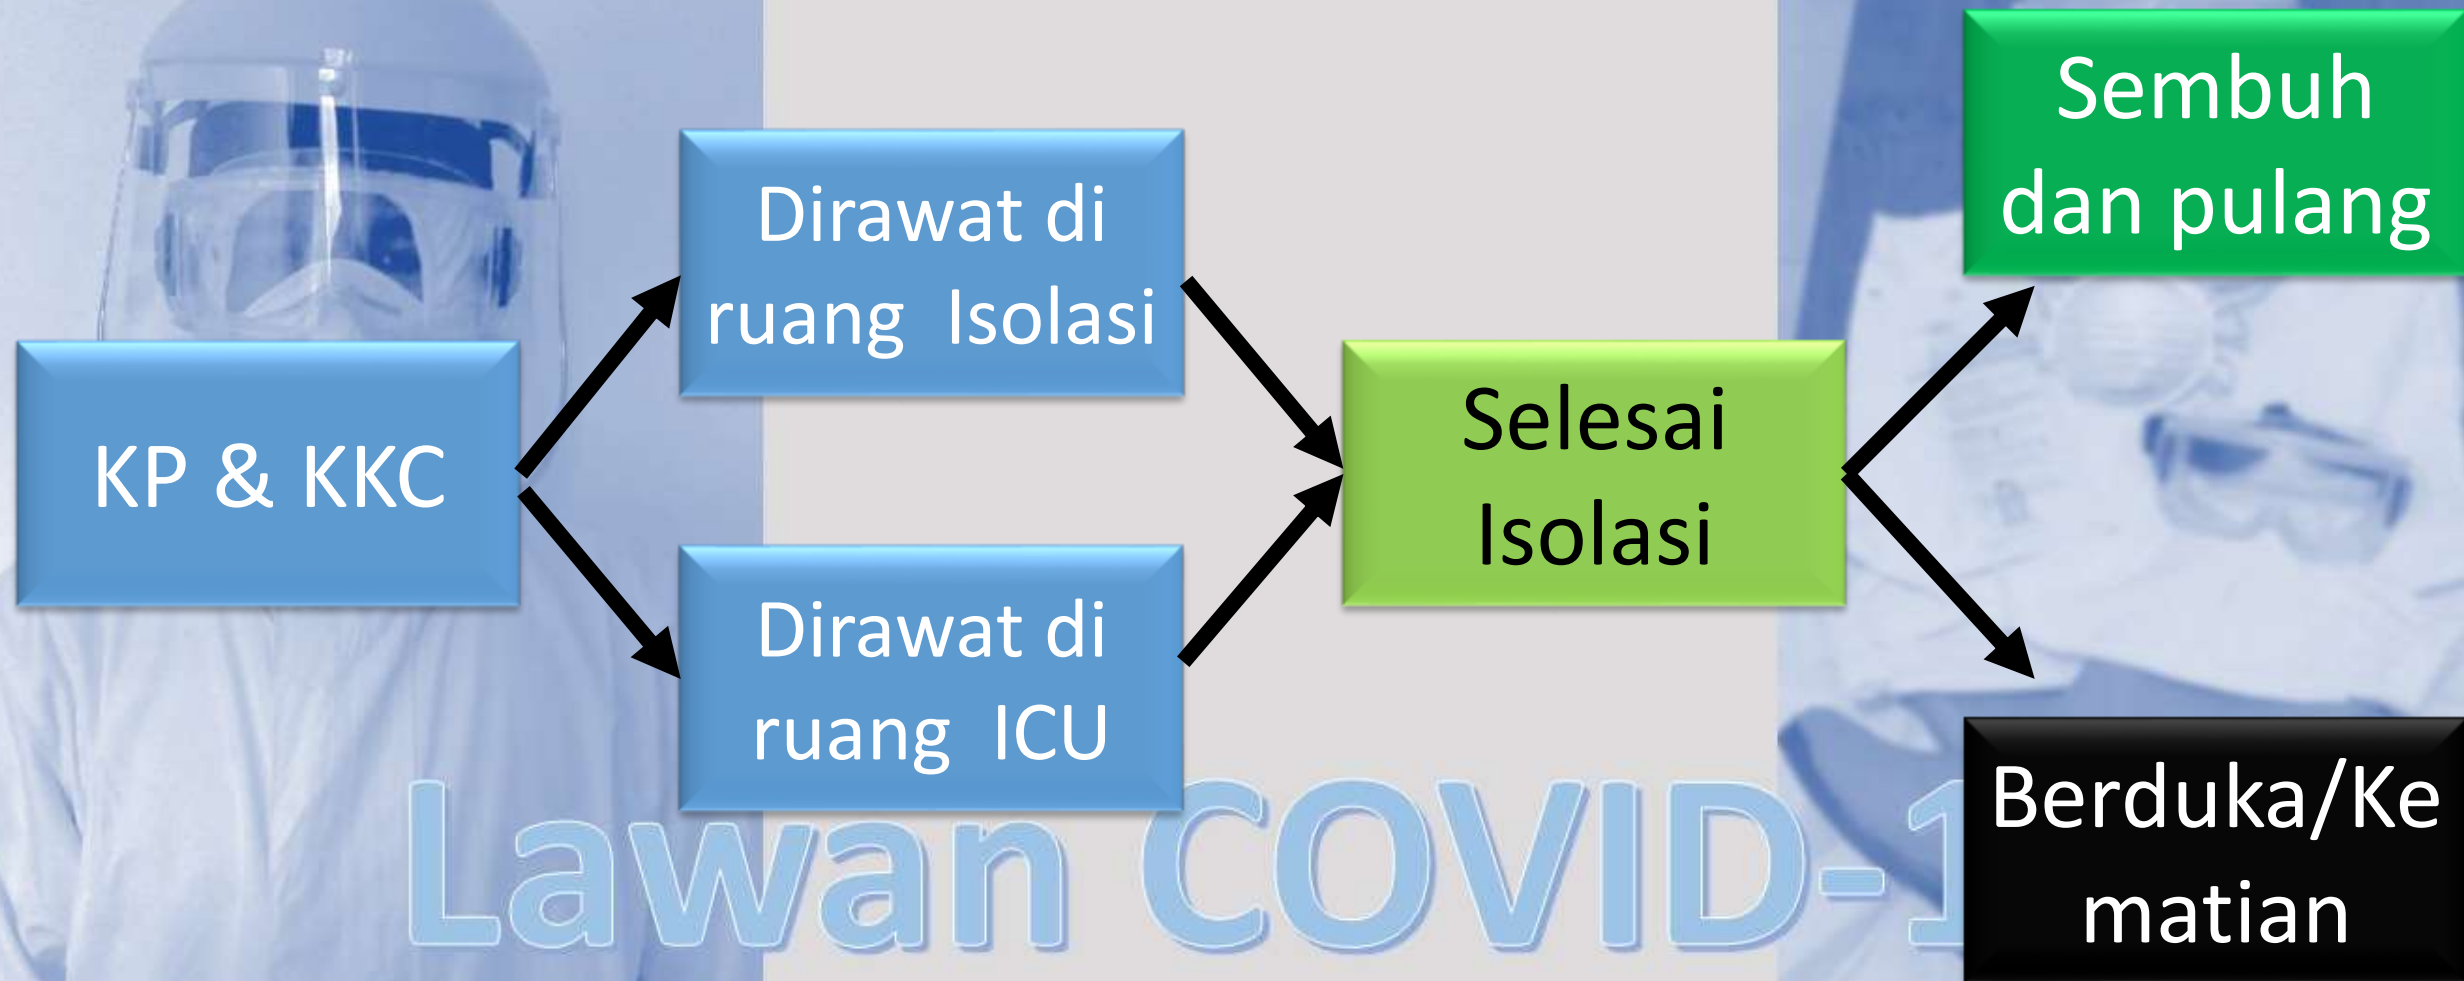 KP & KKC
Dirawat di
ruang Isolasi
Dirawat di
ruang ICU
Selesai
Isolasi
Sembuh
dan pulang
Berduka/Ke
matian
Lawan COVID-1